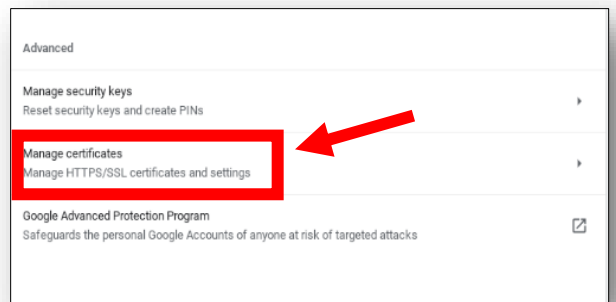 Advanced
Manage security keys
Reset security keys and create PINs
Manage certificates
Manage HTTPS/SSL certificates and settings
Google Advanced Protection Program
Safeguards the personal Google Accounts of anyone at risk of targeted attacks